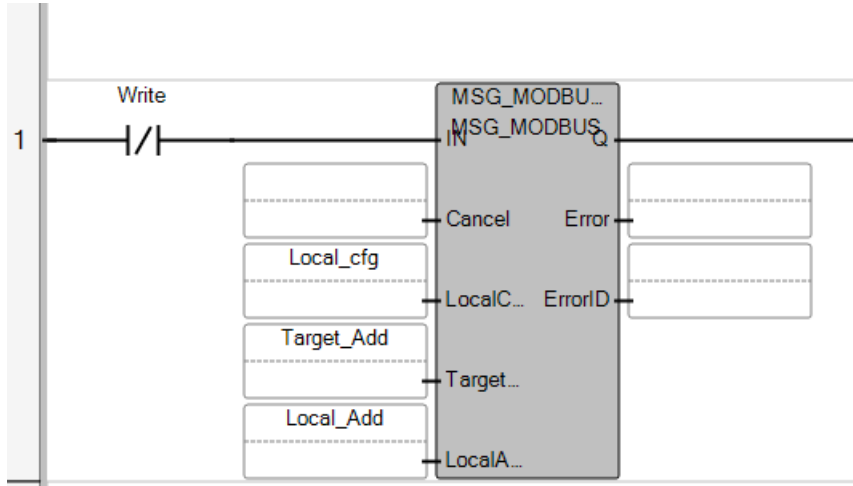 Write
MSG_MODBU...
1
MSG_MODBUS
IN
Q
Cancel
Error
Local_cfg
LocalC...
ErrorID
Target_Add
Target...
Local_Add
LocalA...